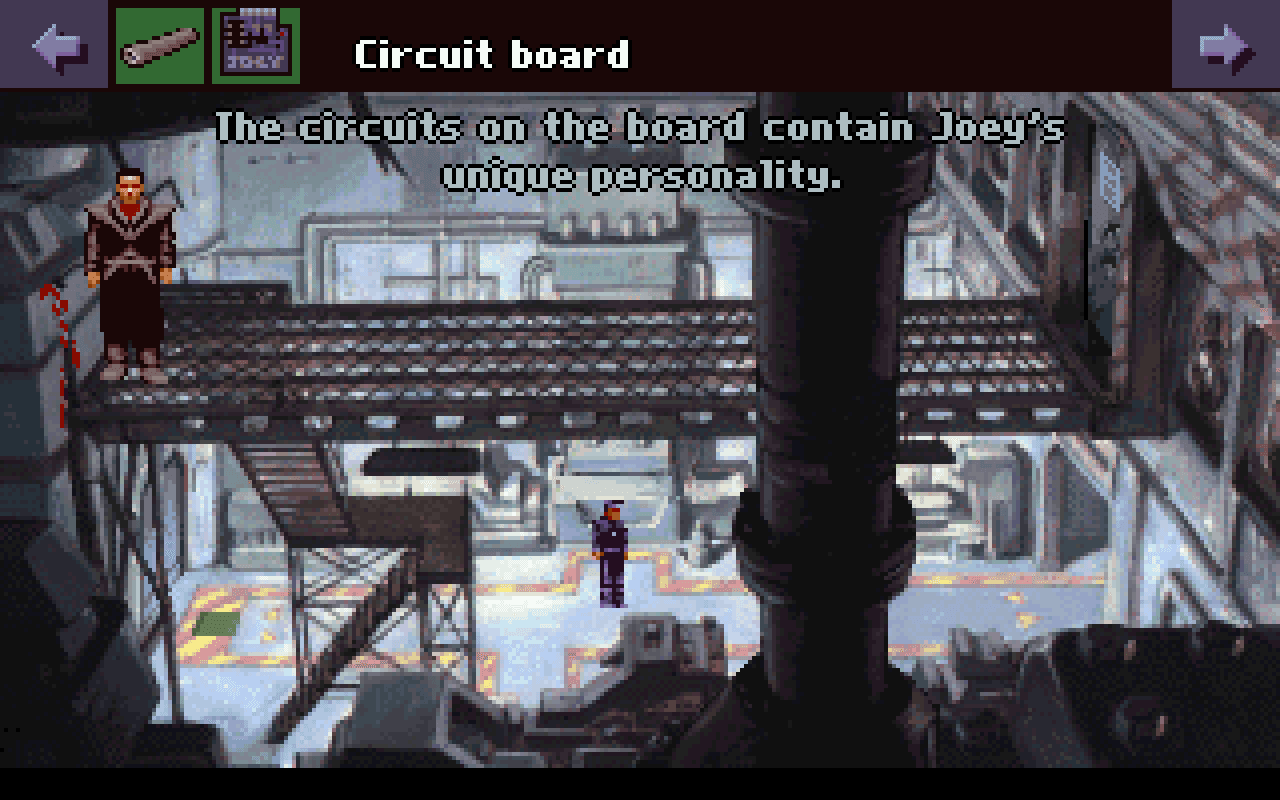 JOEY
Circuit board
The circuits on the board contain Joey's
unique personality.